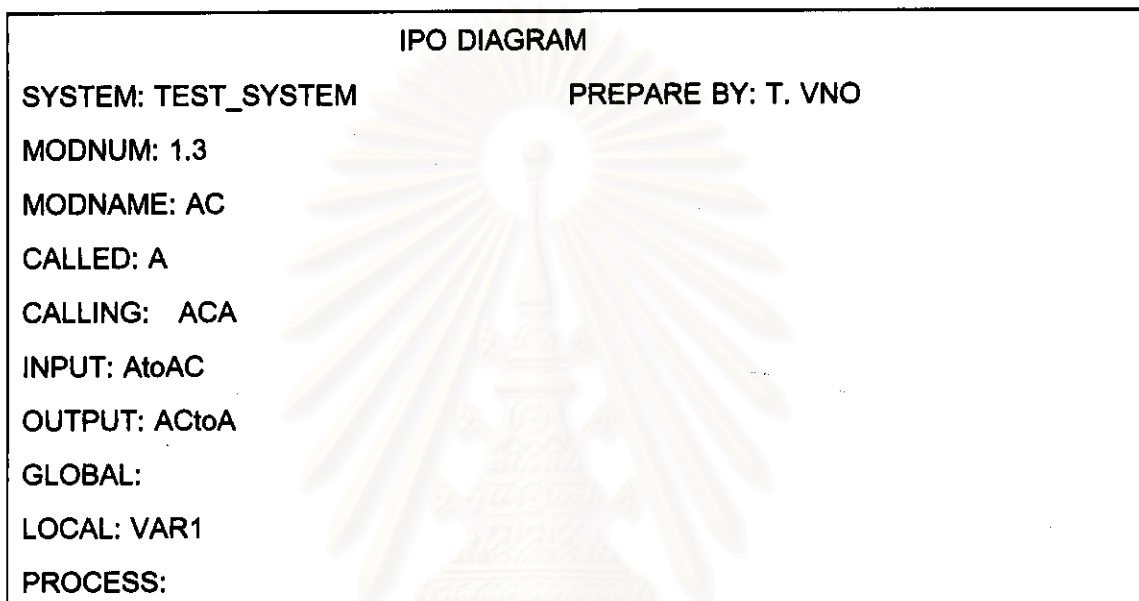 IPO DIAGRAM
SYSTEM: TEST_SYSTEM PREPARE BY: T. VNO
MODNUM: 1.3
MODNAME: AC
CALLED: A
CALLING: ACA
INPUT: AtoAC
OUTPUT: ACtoA
GLOBAL:
LOCAL: VAR1
PROCESS: